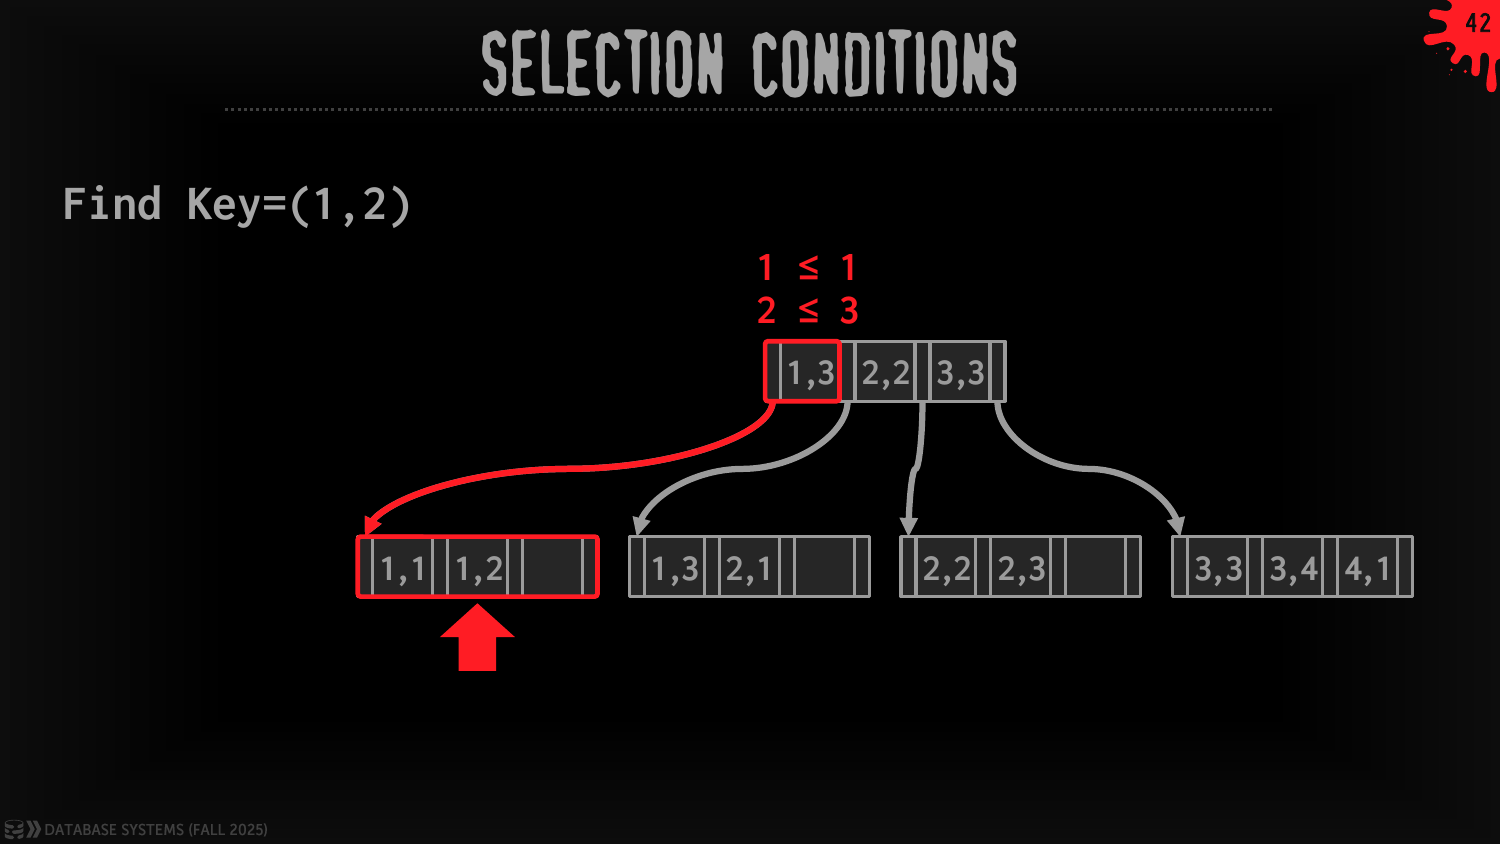 42
SELECTION CONDITIONS
Find Key=(1,2)
1 ≤ 1
2 ≤ 3
1,3 2,2 3,3
1,1 1,2 1,3 2,1 2,2 2,3 3,3 3,4 4,1
DATABASE SYSTEMS (FALL 2025)